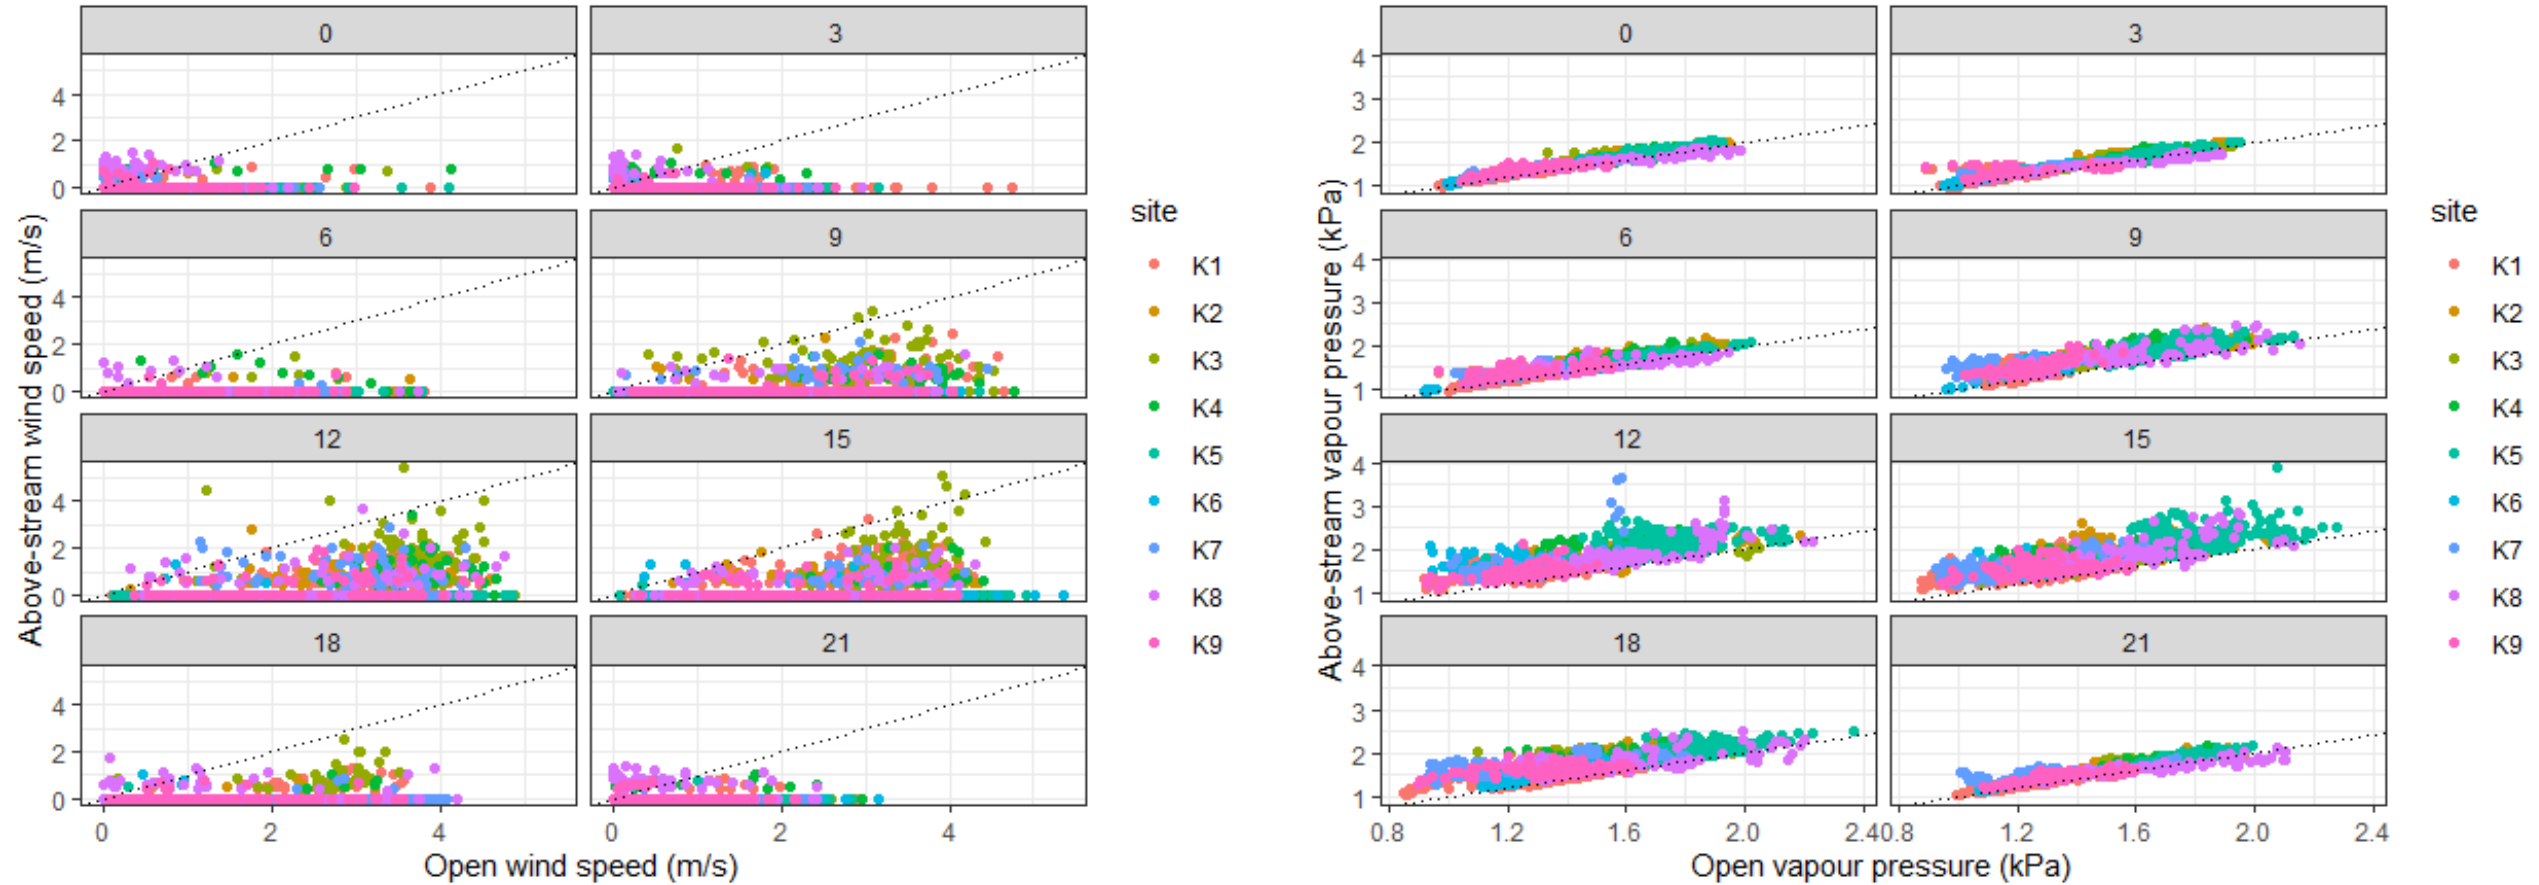 0 3
4
2
0
6 9
4
2
0
12 15
4
2
0
18 21
4
2
0
0 2 4 0 2 4
Open wind speed (m/s)
Above-stream wind speed (m/s)
site
K1
K2
K3
K4
K5
K6
K7
K8
K9
0 3
4
3
2
1
6 9
4
3
2
1
12 15
4
3
2
1
18 21
4
3
2
1
0.8 1.2 1.6 2.0 2.4 0.8 1.2 1.6 2.0 2.4
Open vapour pressure (kPa)
Above-stream vapour pressure (kPa)
site
K1
K2
K3
K4
K5
K6
K7
K8
K9